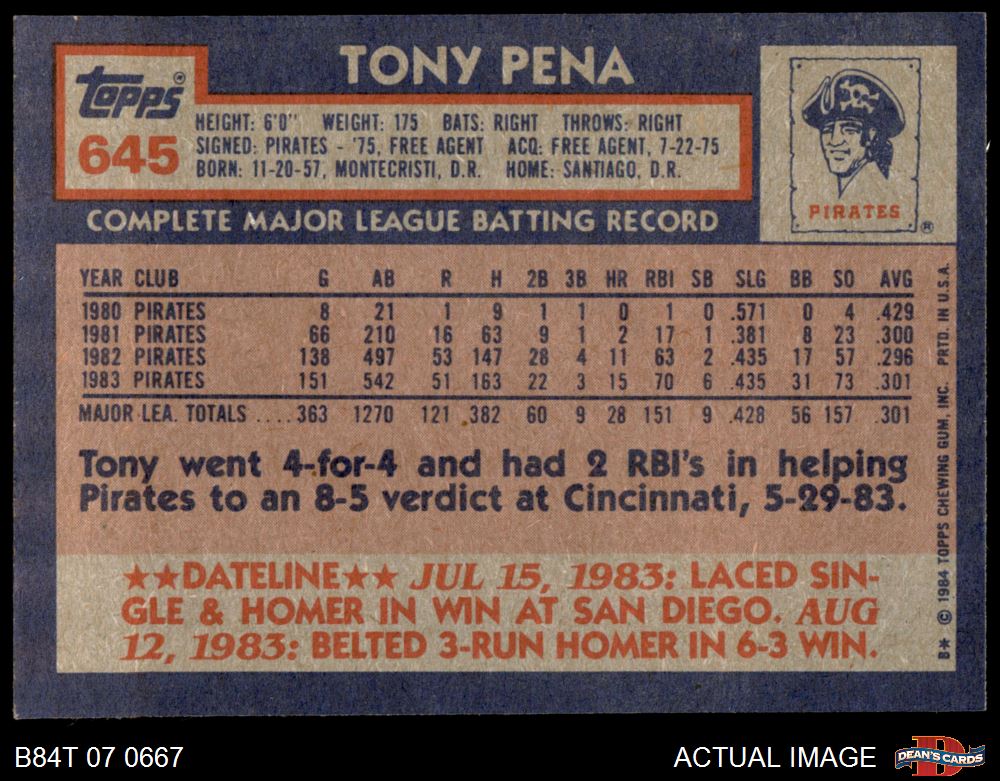 TONY PENA
Topps®
645
HEIGHT: 6'0" WEIGHT: 175 BATS: RIGHT THROWS: RIGHT
SIGNED: PIRATES - '75, FREE AGENT ACQ: FREE AGENT, 7-22-75
BORN: 11-20-57, MONTECRISTI, D.R. HOME: SANTIAGO, D.R.
PIRATES ®
COMPLETE MAJOR LEAGUE BATTING RECORD
YEAR CLUB G AB R H 2B 3B HR RBI SB SLG BB SO AVG
1980 PIRATES 8 21 1 9 1 1 0 1 0 .571 0 4 .429
1981 PIRATES 66 210 16 63 9 1 2 17 1 .381 8 23 .300
1982 PIRATES 138 497 53 147 28 4 11 63 2 .435 17 57 .296
1983 PIRATES 151 542 51 163 22 3 15 70 6 .435 31 73 .301
MAJOR LEA. TOTALS ....363 1270 121 382 60 9 28 151 9 .428 56 157 .301
Tony went 4-for-4 and had 2 RBI's in helping
Pirates to an 8-5 verdict at Cincinnati, 5-29-83.
★★DATELINE★★ JUL 15, 1983: LACED SIN-
GLE & HOMER IN WIN AT SAN DIEGO. AUG
12, 1983: BELTED 3-RUN HOMER IN 6-3 WIN.
B* © 1984 TOPPS CHEWING GUM, INC. PRTD. IN U.S.A.
B84T 07 0667
ACTUAL IMAGE
D
DEAN'S CARDS